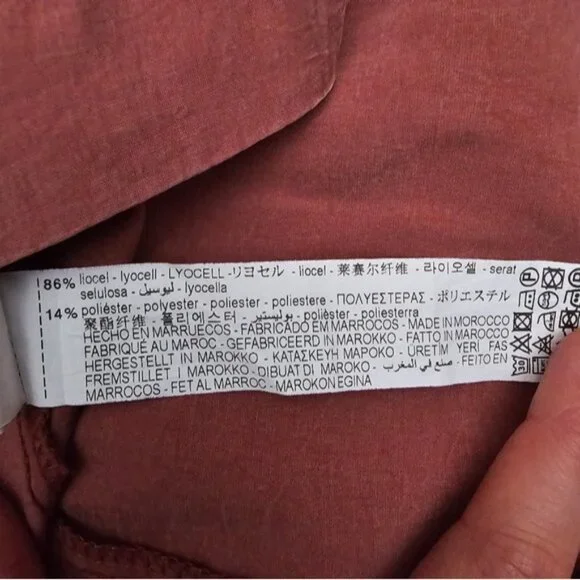 86% liocel - lyocell - LYOCELL - リヨセル - liocel - 莱赛尔纤维 - 라이오셀 - serat
selulosa - ليوسيل - lyocella
14% poliéster - polyester - poliester - poliestere - ΠΟΛΥΕΣΤΕΡΑΣ - ポリエステル
聚酯纤维 - 폴리에스터 - بوليستير - poliester - poliesterra
HECHO EN MARRUECOS - FABRICADO EM MARROCOS - MADE IN MOROCCO
FABRIQUÉ AU MAROC - GEFABRICEERD IN MAROKKO - FATTO IN MAROCCO
HERGESTELLT IN MAROKKO - ΚΑΤΑΣΚΕΥΗ ΜΑΡΟΚΟ - ÜRETİM YERİ FAS
FREMSTILLET I MAROKKO - DIBUAT DI MAROKO - صنع في المغرب - FEITO EN
MARROCOS - FET AL MARROC - MAROKON EGINA